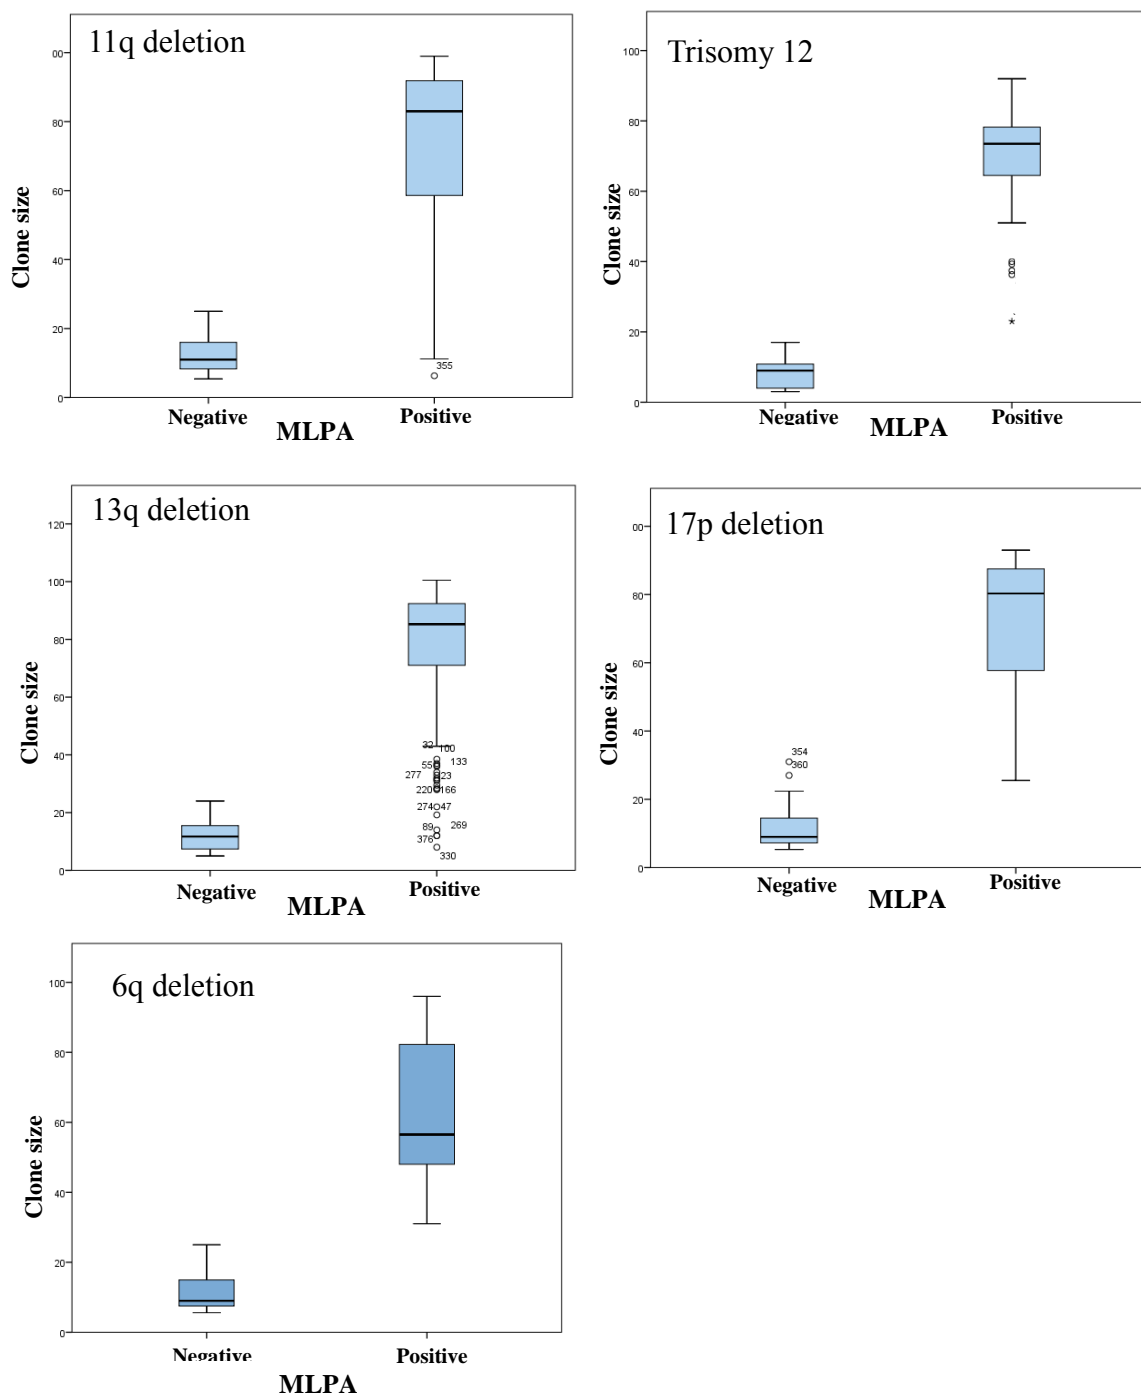 11q deletion
00
80
60
40
20
0
Clone size
355
Negative
Positive
MLPA
Trisomy 12
100
80
60
40
20
0
Clone size
*
Negative
Positive
MLPA
13q deletion
120
100
80
60
40
20
0
Clone size
32 100
55 133
277 23
220 166
274 47
89 269
376
330
Negative
Positive
MLPA
17p deletion
00
80
60
40
20
0
Clone size
354
360
Negative
Positive
MLPA
6q deletion
100
80
60
40
20
0
Clone size
Negative
Positive
MLPA